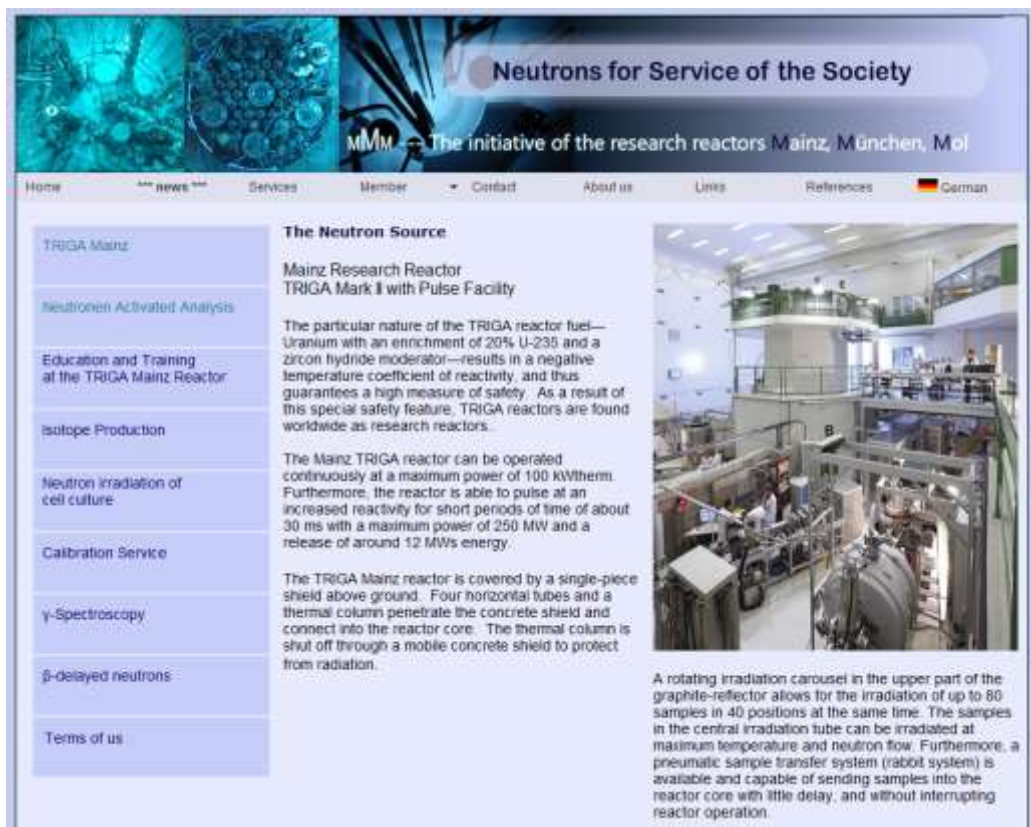 Neutrons for Service of the Society
MMM --- The initiative of the research reactors Mainz, München, Mol
Home *** news *** Services Member Contact About us Links References German
TRIGA Mainz
Neutronen Activated Analysis
Education and Training
at the TRIGA Mainz Reactor
Isotope Production
Neutron irradiation of
cell culture
Calibration Service
γ-Spectroscopy
β-delayed neutrons
Terms of us
The Neutron Source
Mainz Research Reactor
TRIGA Mark II with Pulse Facility
The particular nature of the TRIGA reactor fuel—
Uranium with an enrichment of 20% U-235 and a
zircon hydride moderator—results in a negative
temperature coefficient of reactivity, and thus
guarantees a high measure of safety. As a result of
this special safety feature, TRIGA reactors are found
worldwide as research reactors.
The Mainz TRIGA reactor can be operated
continuously at a maximum power of 100 kWtherm.
Furthermore, the reactor is able to pulse at an
increased reactivity for short periods of time of about
30 ms with a maximum power of 250 MW and a
release of around 12 MWs energy.
The TRIGA Mainz reactor is covered by a single-piece
shield above ground. Four horizontal tubes and a
thermal column penetrate the concrete shield and
connect into the reactor core. The thermal column is
shut off through a mobile concrete shield to protect
from radiation.
B
A rotating irradiation carousel in the upper part of the
graphite-reflector allows for the irradiation of up to 80
samples in 40 positions at the same time. The samples
in the central irradiation tube can be irradiated at
maximum temperature and neutron flow. Furthermore, a
pneumatic sample transfer system (rabbit system) is
available and capable of sending samples into the
reactor core with little delay, and without interrupting
reactor operation.